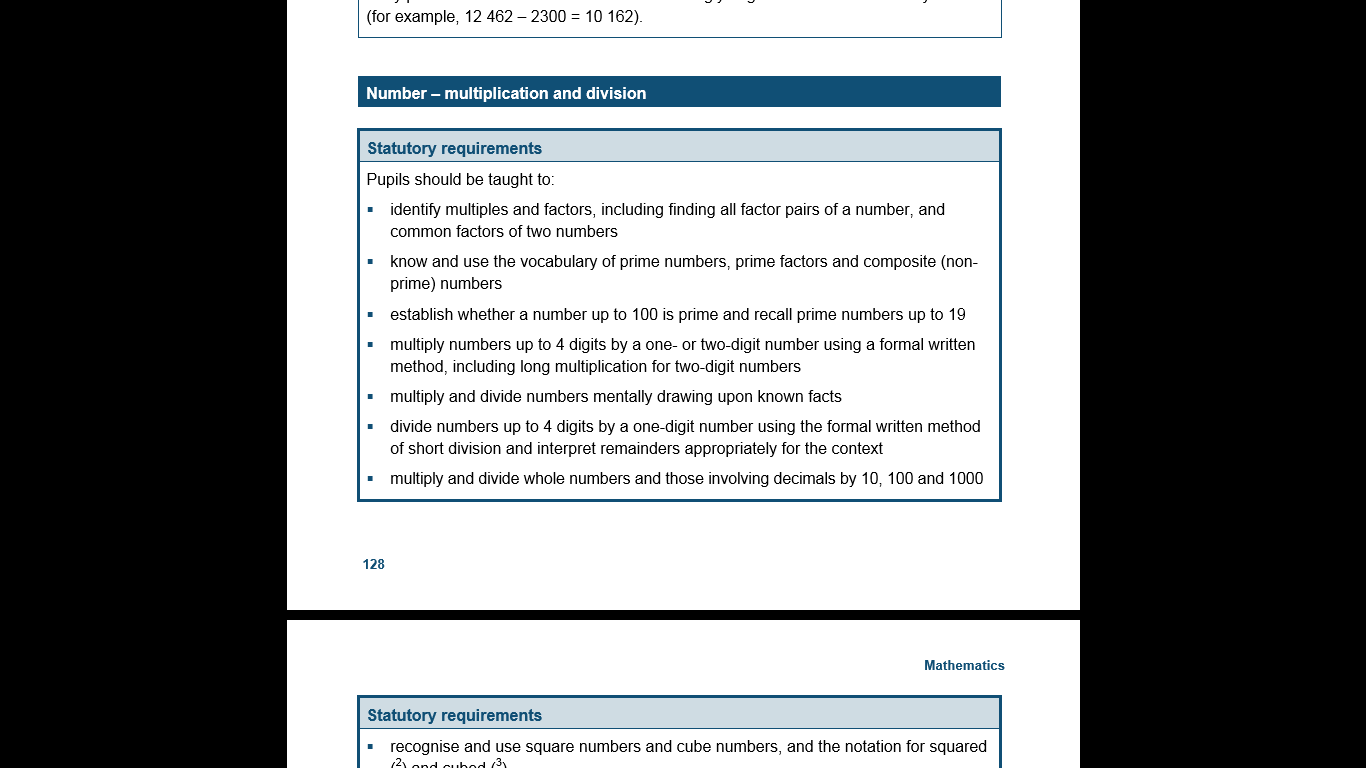 (for example, 12 462 – 2300 = 10 162).
Number – multiplication and division
Statutory requirements
Pupils should be taught to:
▪ identify multiples and factors, including finding all factor pairs of a number, and
common factors of two numbers
▪ know and use the vocabulary of prime numbers, prime factors and composite (non-
prime) numbers
▪ establish whether a number up to 100 is prime and recall prime numbers up to 19
▪ multiply numbers up to 4 digits by a one- or two-digit number using a formal written
method, including long multiplication for two-digit numbers
▪ multiply and divide numbers mentally drawing upon known facts
▪ divide numbers up to 4 digits by a one-digit number using the formal written method
of short division and interpret remainders appropriately for the context
▪ multiply and divide whole numbers and those involving decimals by 10, 100 and 1000
128
Mathematics
Statutory requirements
▪ recognise and use square numbers and cube numbers, and the notation for squared
(²) and cubed (³)